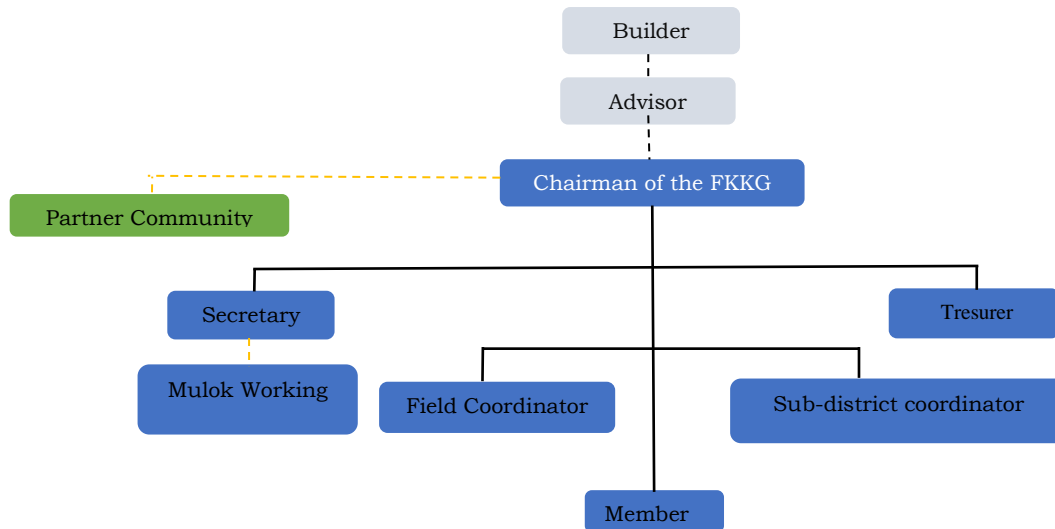 Builder
Advisor
Chairman of the FKKG
Partner Community
Secretary
Tresurer
Mulok Working
Field Coordinator
Sub-district coordinator
Member